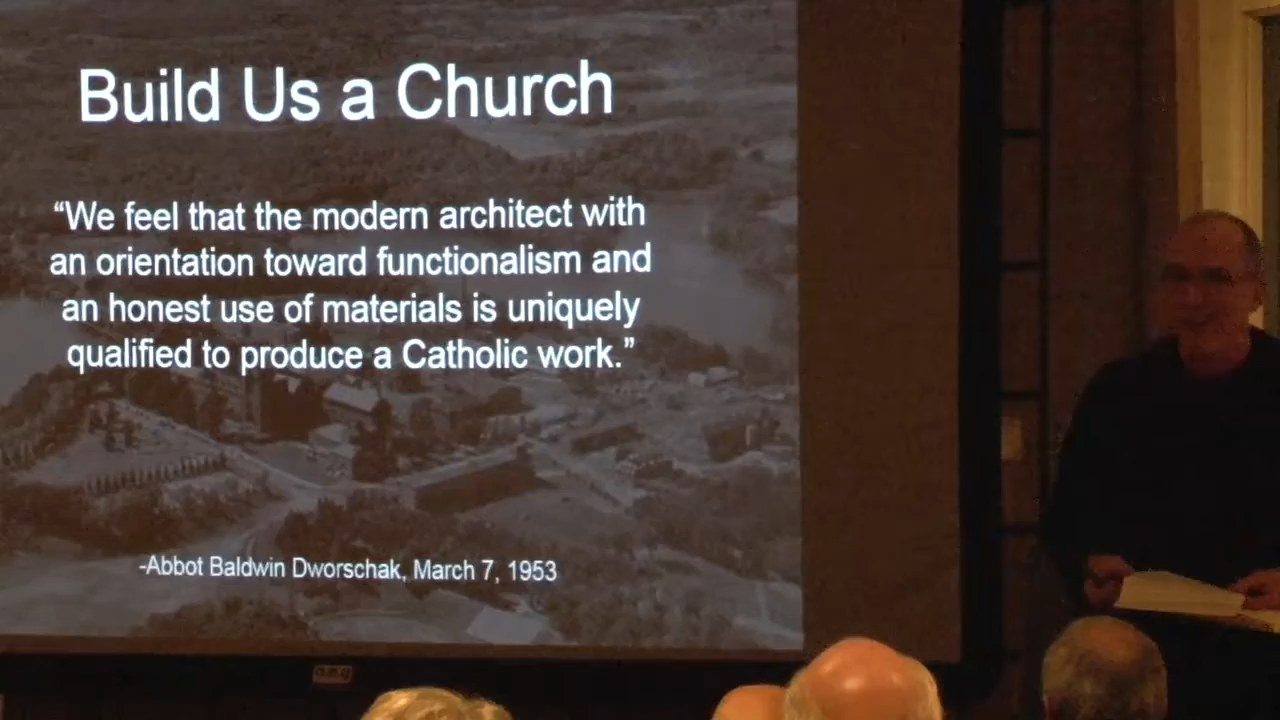 Build Us a Church
“We feel that the modern architect with
an orientation toward functionalism and
an honest use of materials is uniquely
qualified to produce a Catholic work.”
-Abbot Baldwin Dworschak, March 7, 1953